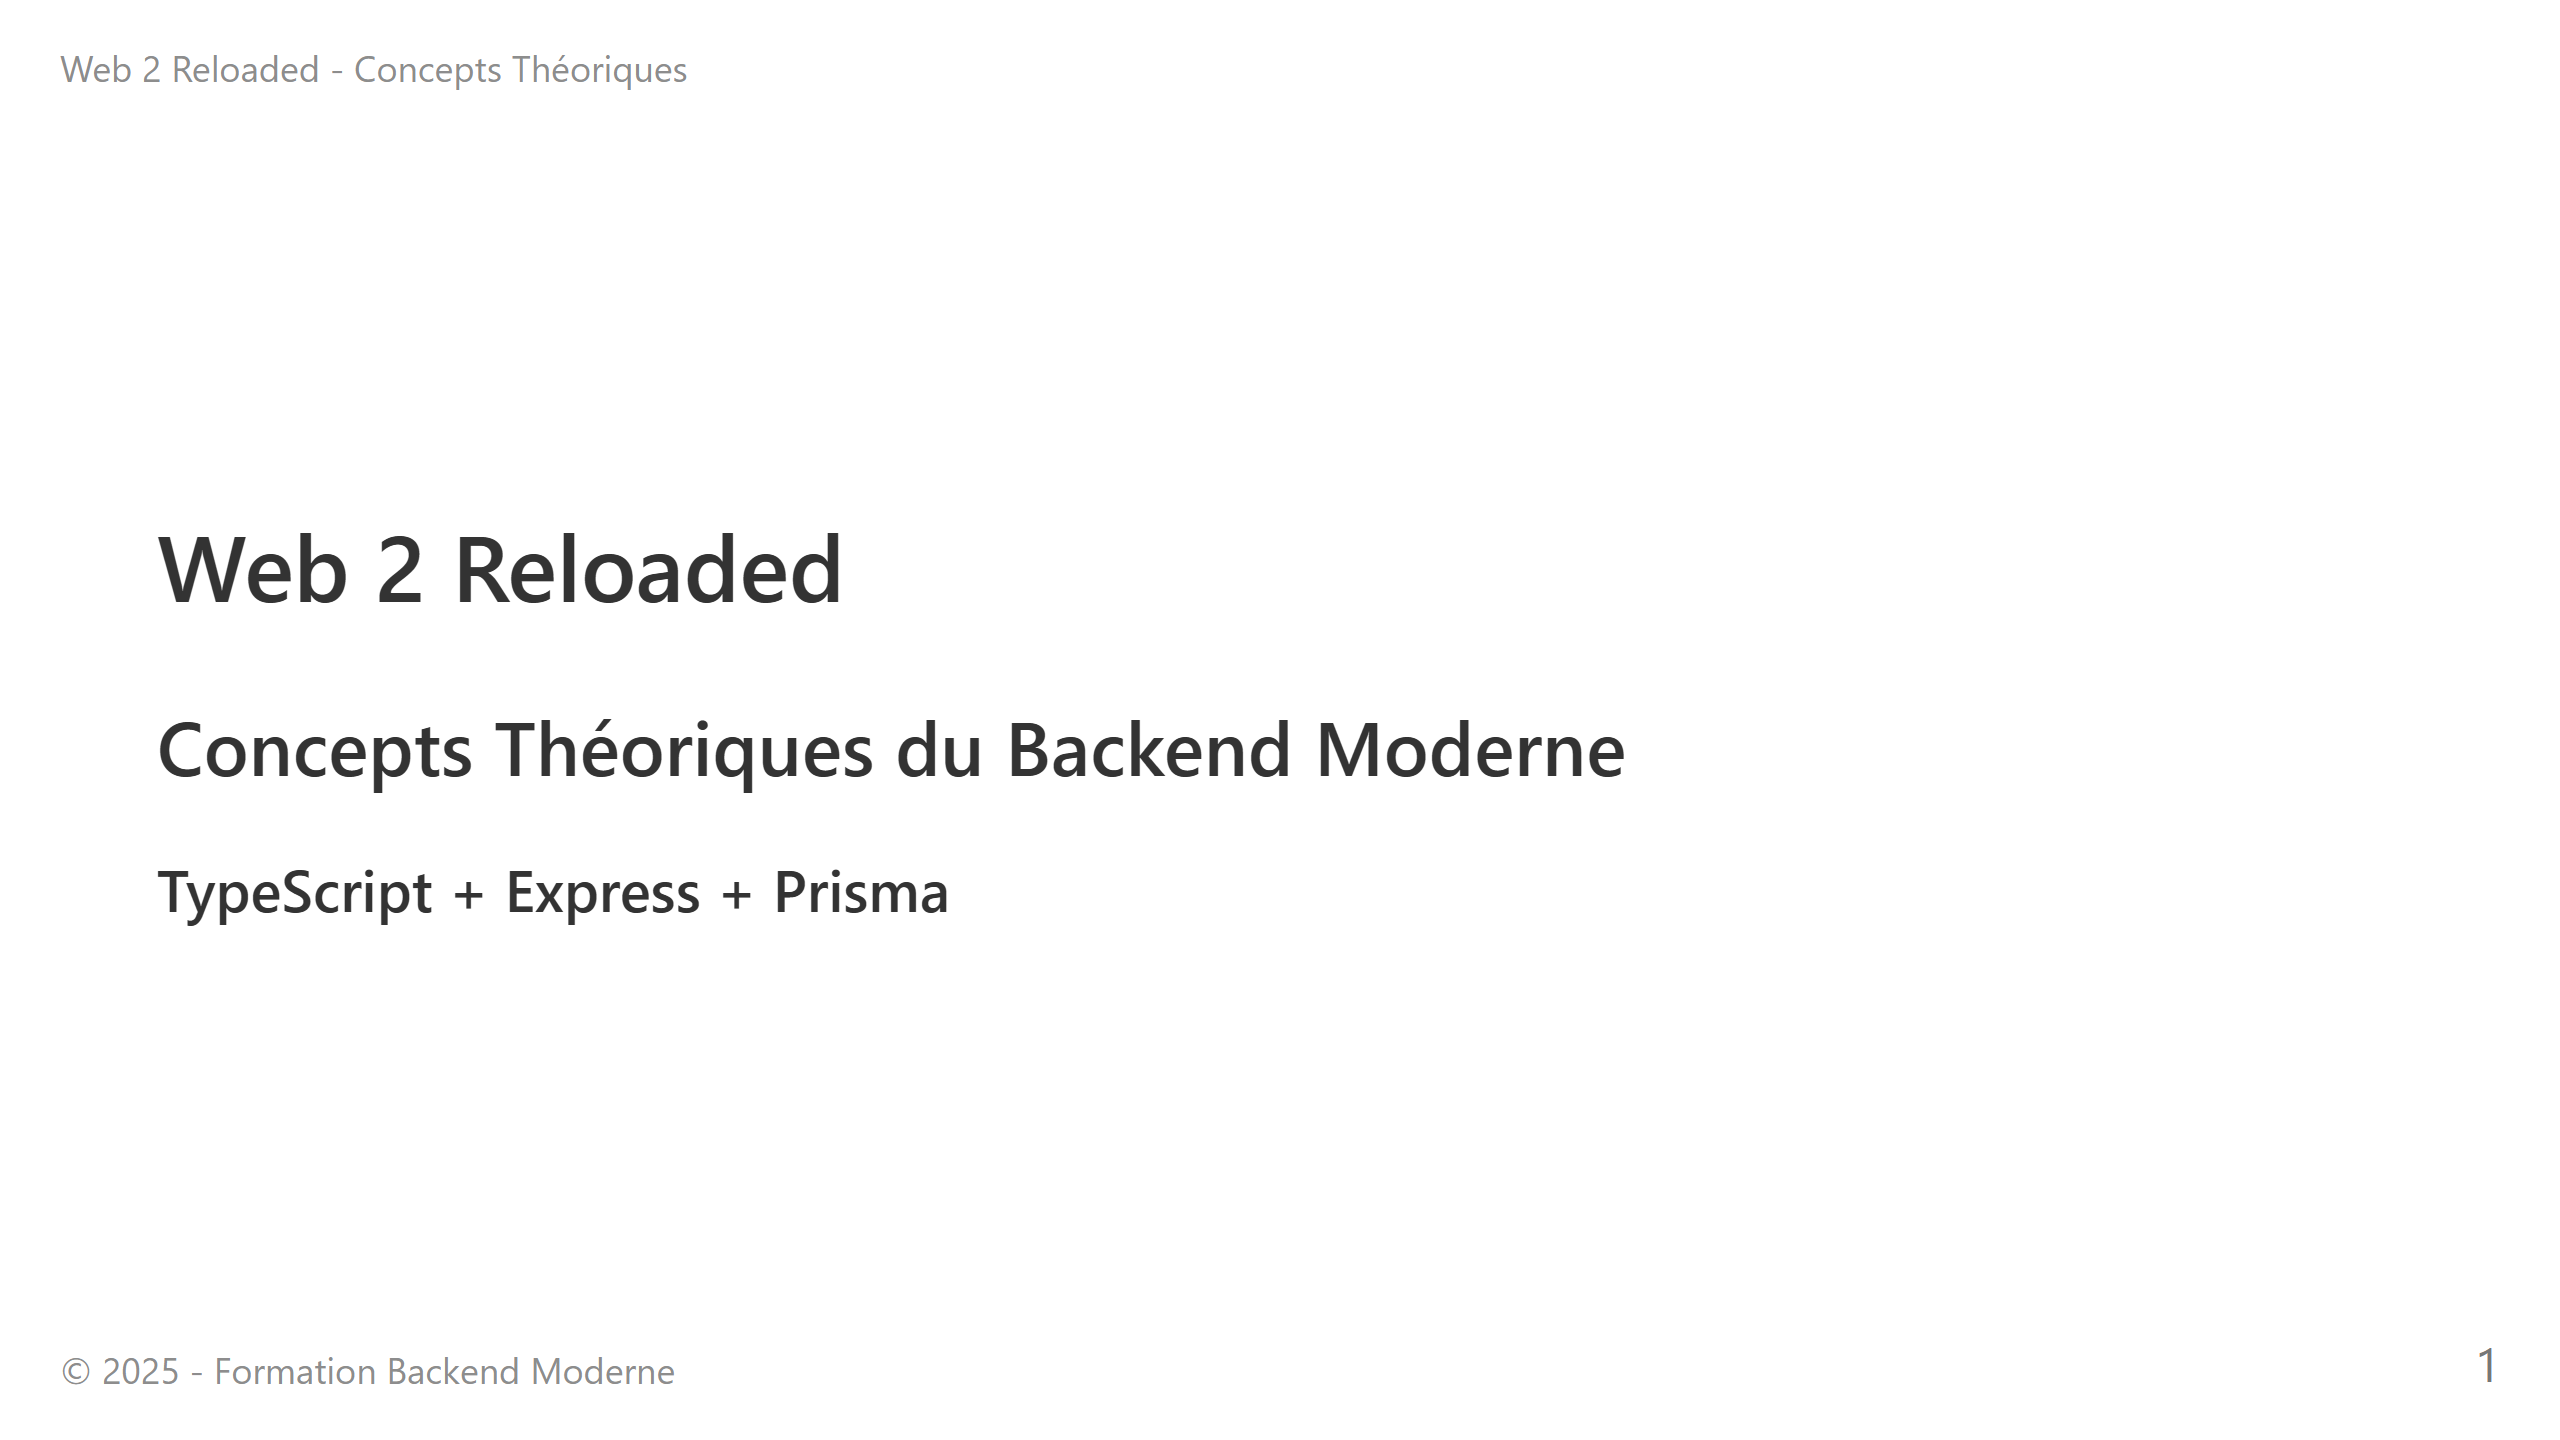 Web 2 Reloaded - Concepts Théoriques
Web 2 Reloaded
Concepts Théoriques du Backend Moderne
TypeScript + Express + Prisma
© 2025 - Formation Backend Moderne
1